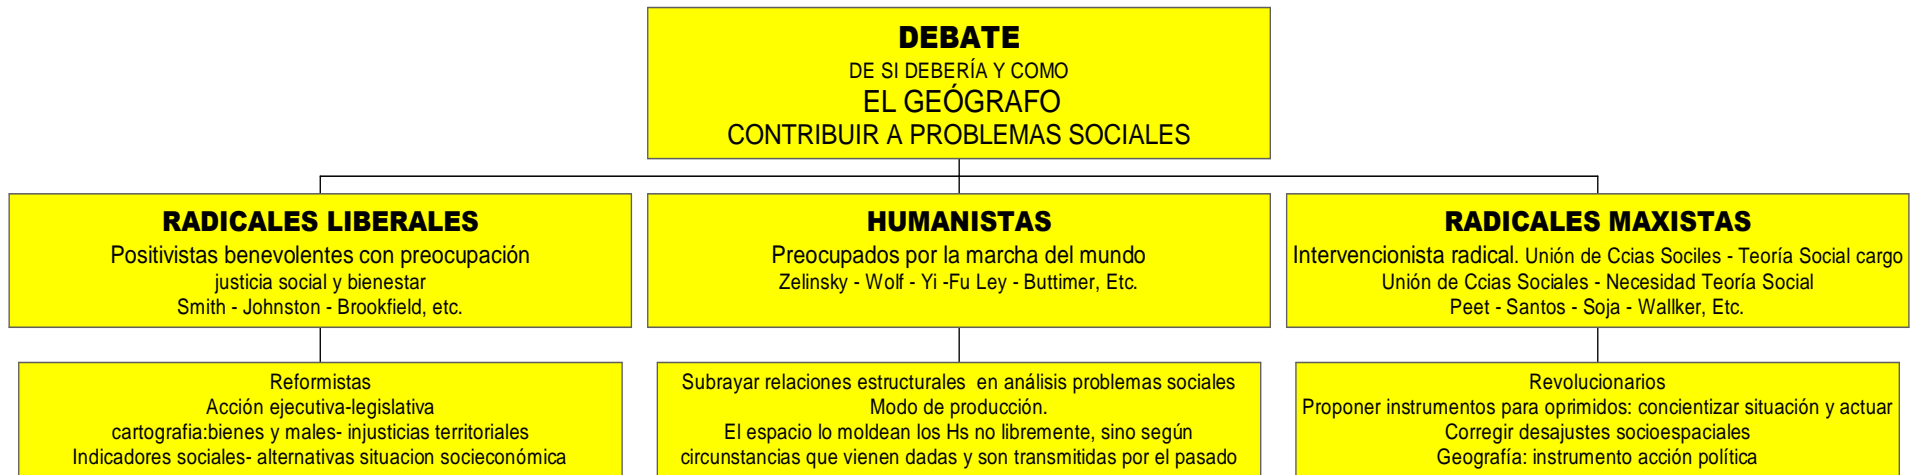 DEBATE
DE SI DEBERÍA Y COMO
EL GEÓGRAFO
CONTRIBUIR A PROBLEMAS SOCIALES
RADICALES LIBERALES
Positivistas benevolentes con preocupación
justicia social y bienestar
Smith - Johnston - Brookfield, etc.
HUMANISTAS
Preocupados por la marcha del mundo
Zelinsky - Wolf - Yi -Fu Ley - Buttimer, Etc.
RADICALES MAXISTAS
Intervencionista radical. Unión de Ccias Sociles - Teoría Social cargo
Unión de Ccias Sociales - Necesidad Teoría Social
Peet - Santos - Soja - Wallker, Etc.
Reformistas
Acción ejecutiva-legislativa
cartografia:bienes y males- injusticias territoriales
Indicadores sociales- alternativas situacion socieconómica
Subrayar relaciones estructurales en análisis problemas sociales
Modo de producción.
El espacio lo moldean los Hs no libremente, sino según
circunstancias que vienen dadas y son transmitidas por el pasado
Revolucionarios
Proponer instrumentos para oprimidos: concientizar situación y actuar
Corregir desajustes socioespaciales
Geografía: instrumento acción política